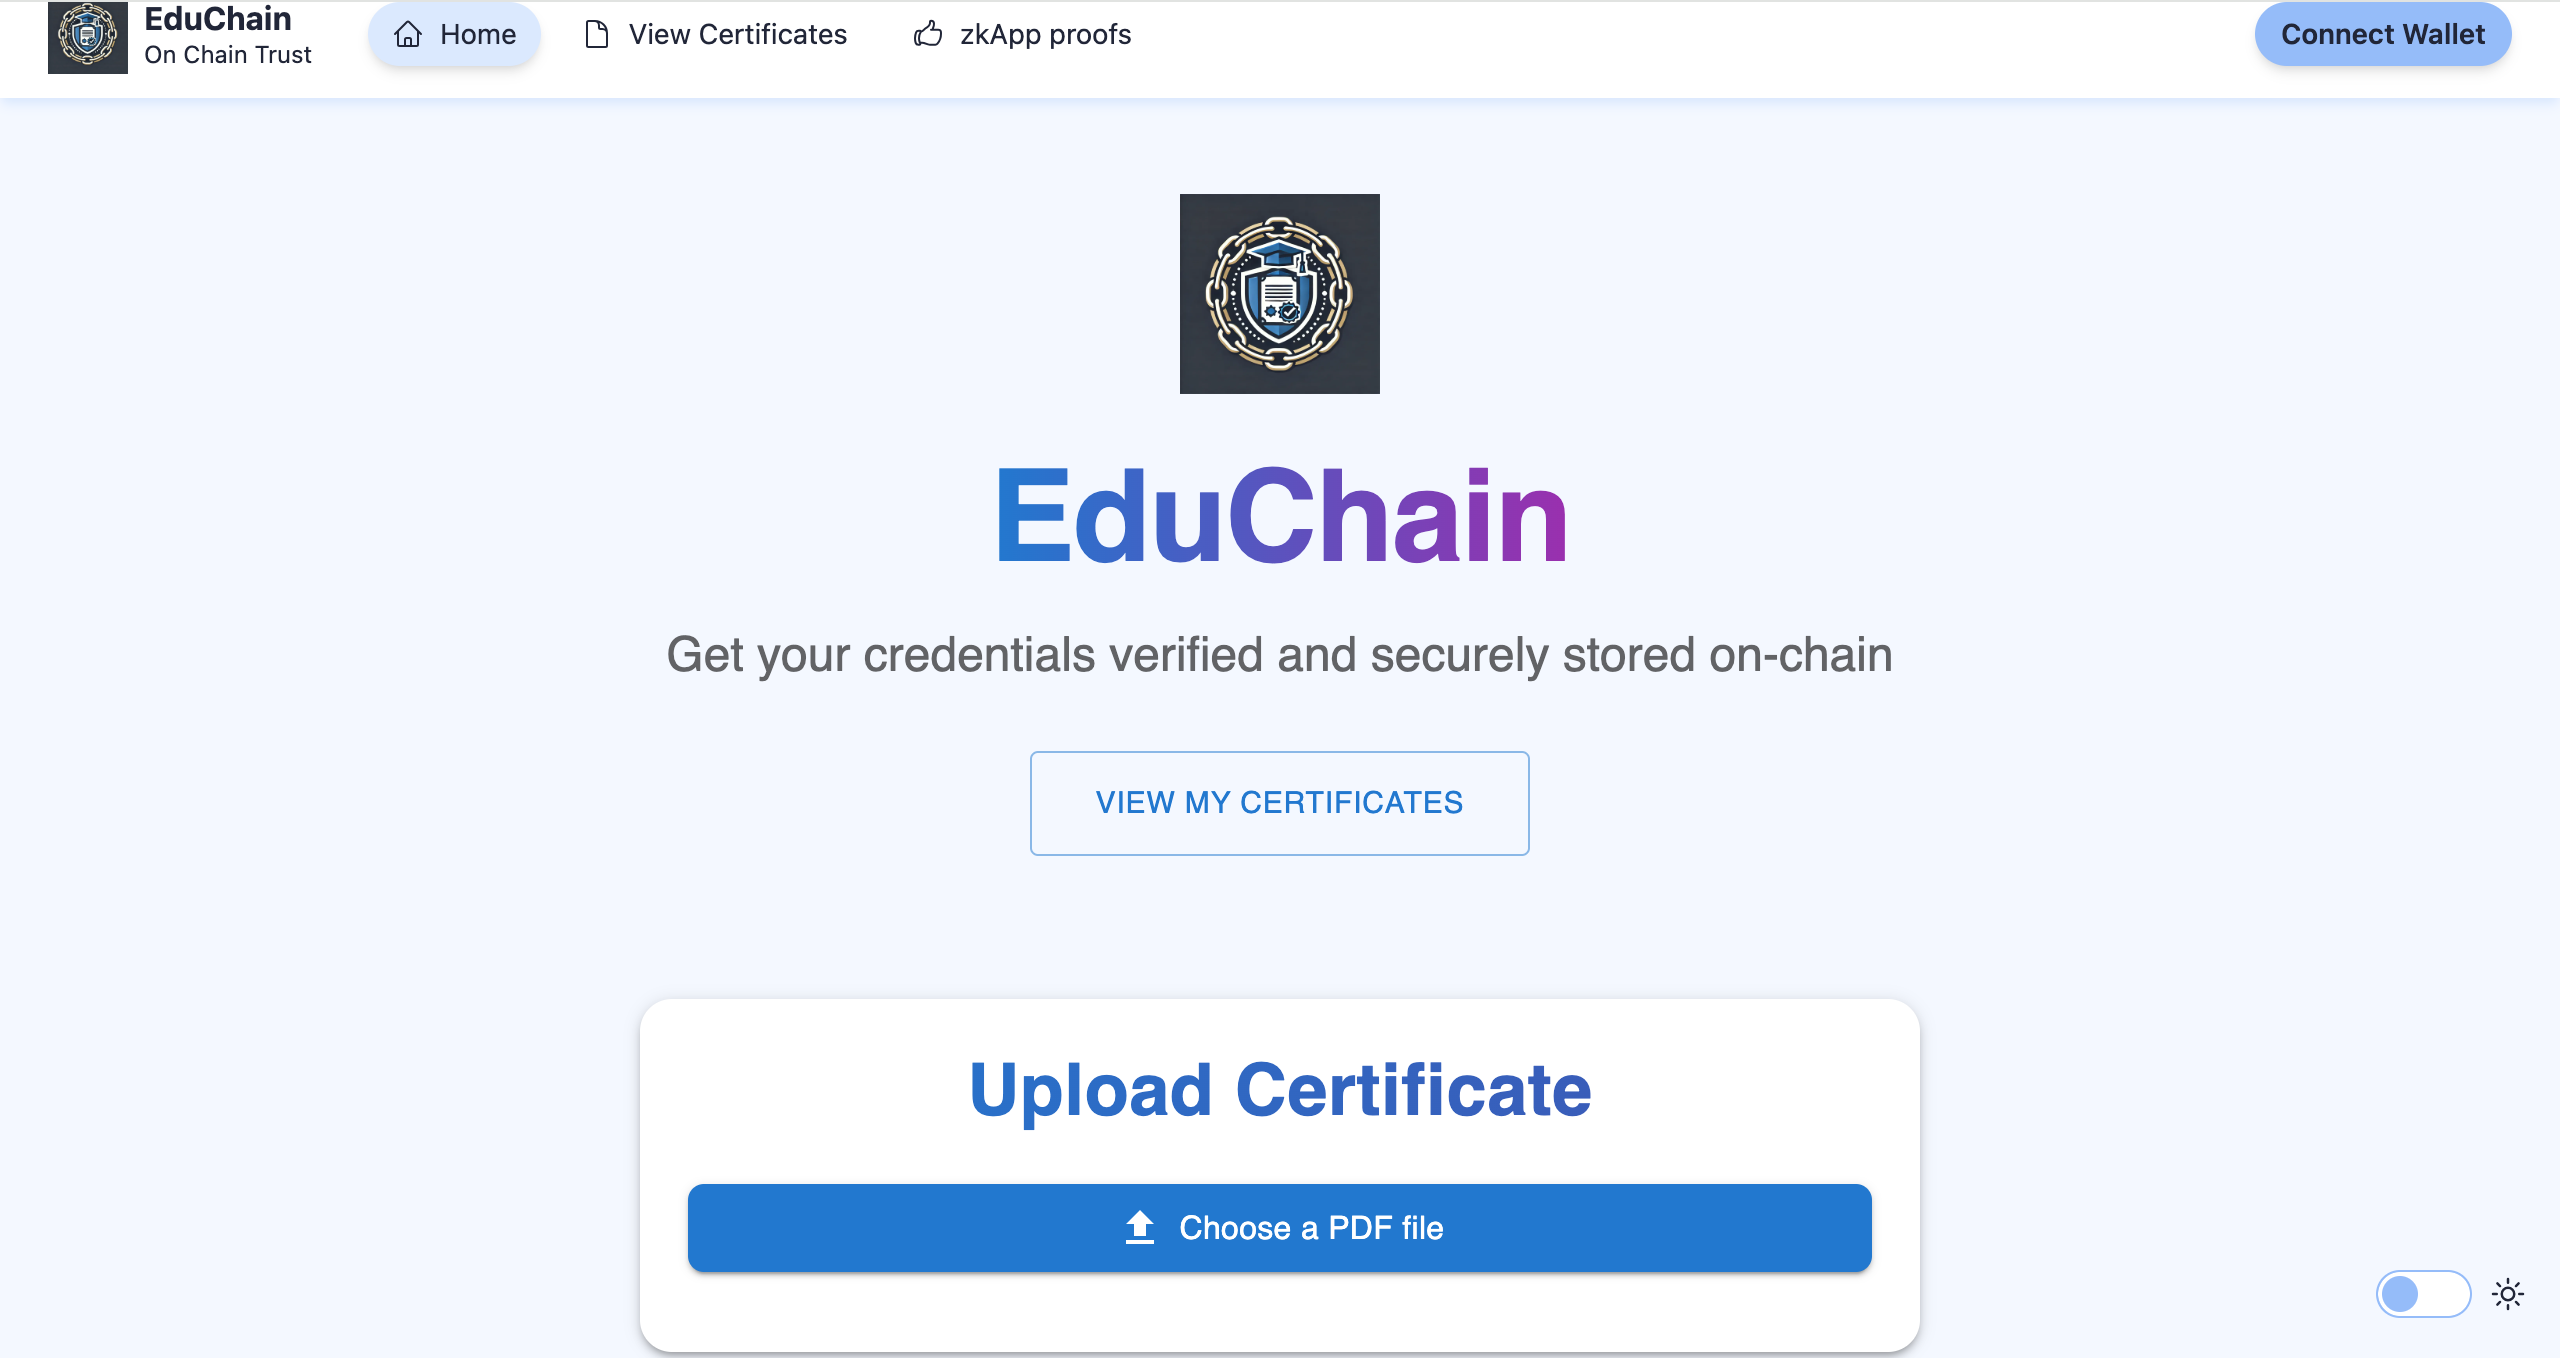 EduChain
On Chain Trust
Home
View Certificates
zkApp proofs
Connect Wallet
EduChain
Get your credentials verified and securely stored on-chain
VIEW MY CERTIFICATES
Upload Certificate
Choose a PDF file